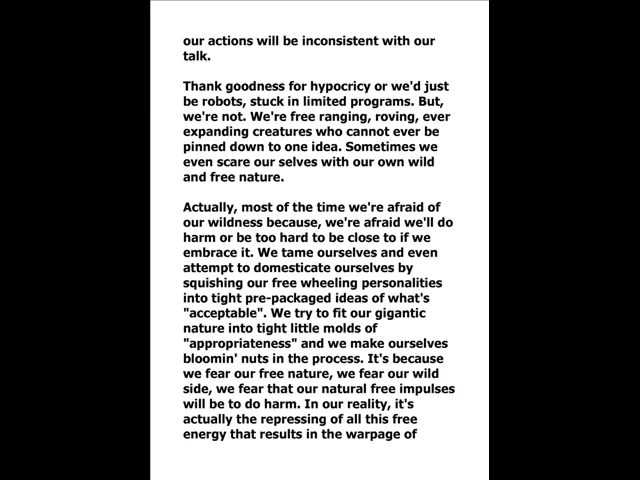 our actions will be inconsistent with our
talk.
Thank goodness for hypocricy or we'd just
be robots, stuck in limited programs. But,
we're not. We're free ranging, roving, ever
expanding creatures who cannot ever be
pinned down to one idea. Sometimes we
even scare our selves with our own wild
and free nature.
Actually, most of the time we're afraid of
our wildness because, we're afraid we'll do
harm or be too hard to be close to if we
embrace it. We tame ourselves and even
attempt to domesticate ourselves by
squishing our free wheeling personalities
into tight pre-packaged ideas of what's
"acceptable". We try to fit our gigantic
nature into tight little molds of
"appropriateness" and we make ourselves
bloomin' nuts in the process. It's because
we fear our free nature, we fear our wild
side, we fear that our natural free impulses
will be to do harm. In our reality, it's
actually the repressing of all this free
energy that results in the warpage of